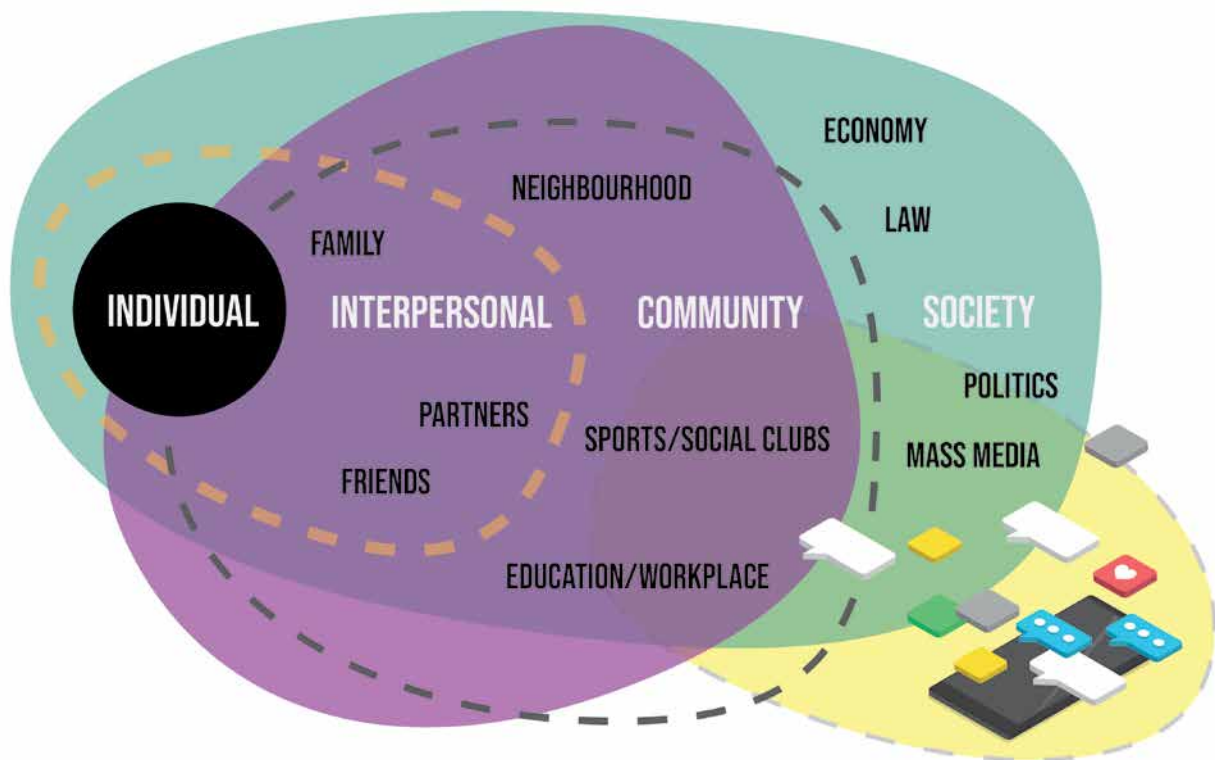 ECONOMY
NEIGHBOURHOOD
LAW
FAMILY
INDIVIDUAL
INTERPERSONAL
COMMUNITY
SOCIETY
POLITICS
PARTNERS
SPORTS/SOCIAL CLUBS
MASS MEDIA
FRIENDS
EDUCATION/WORKPLACE